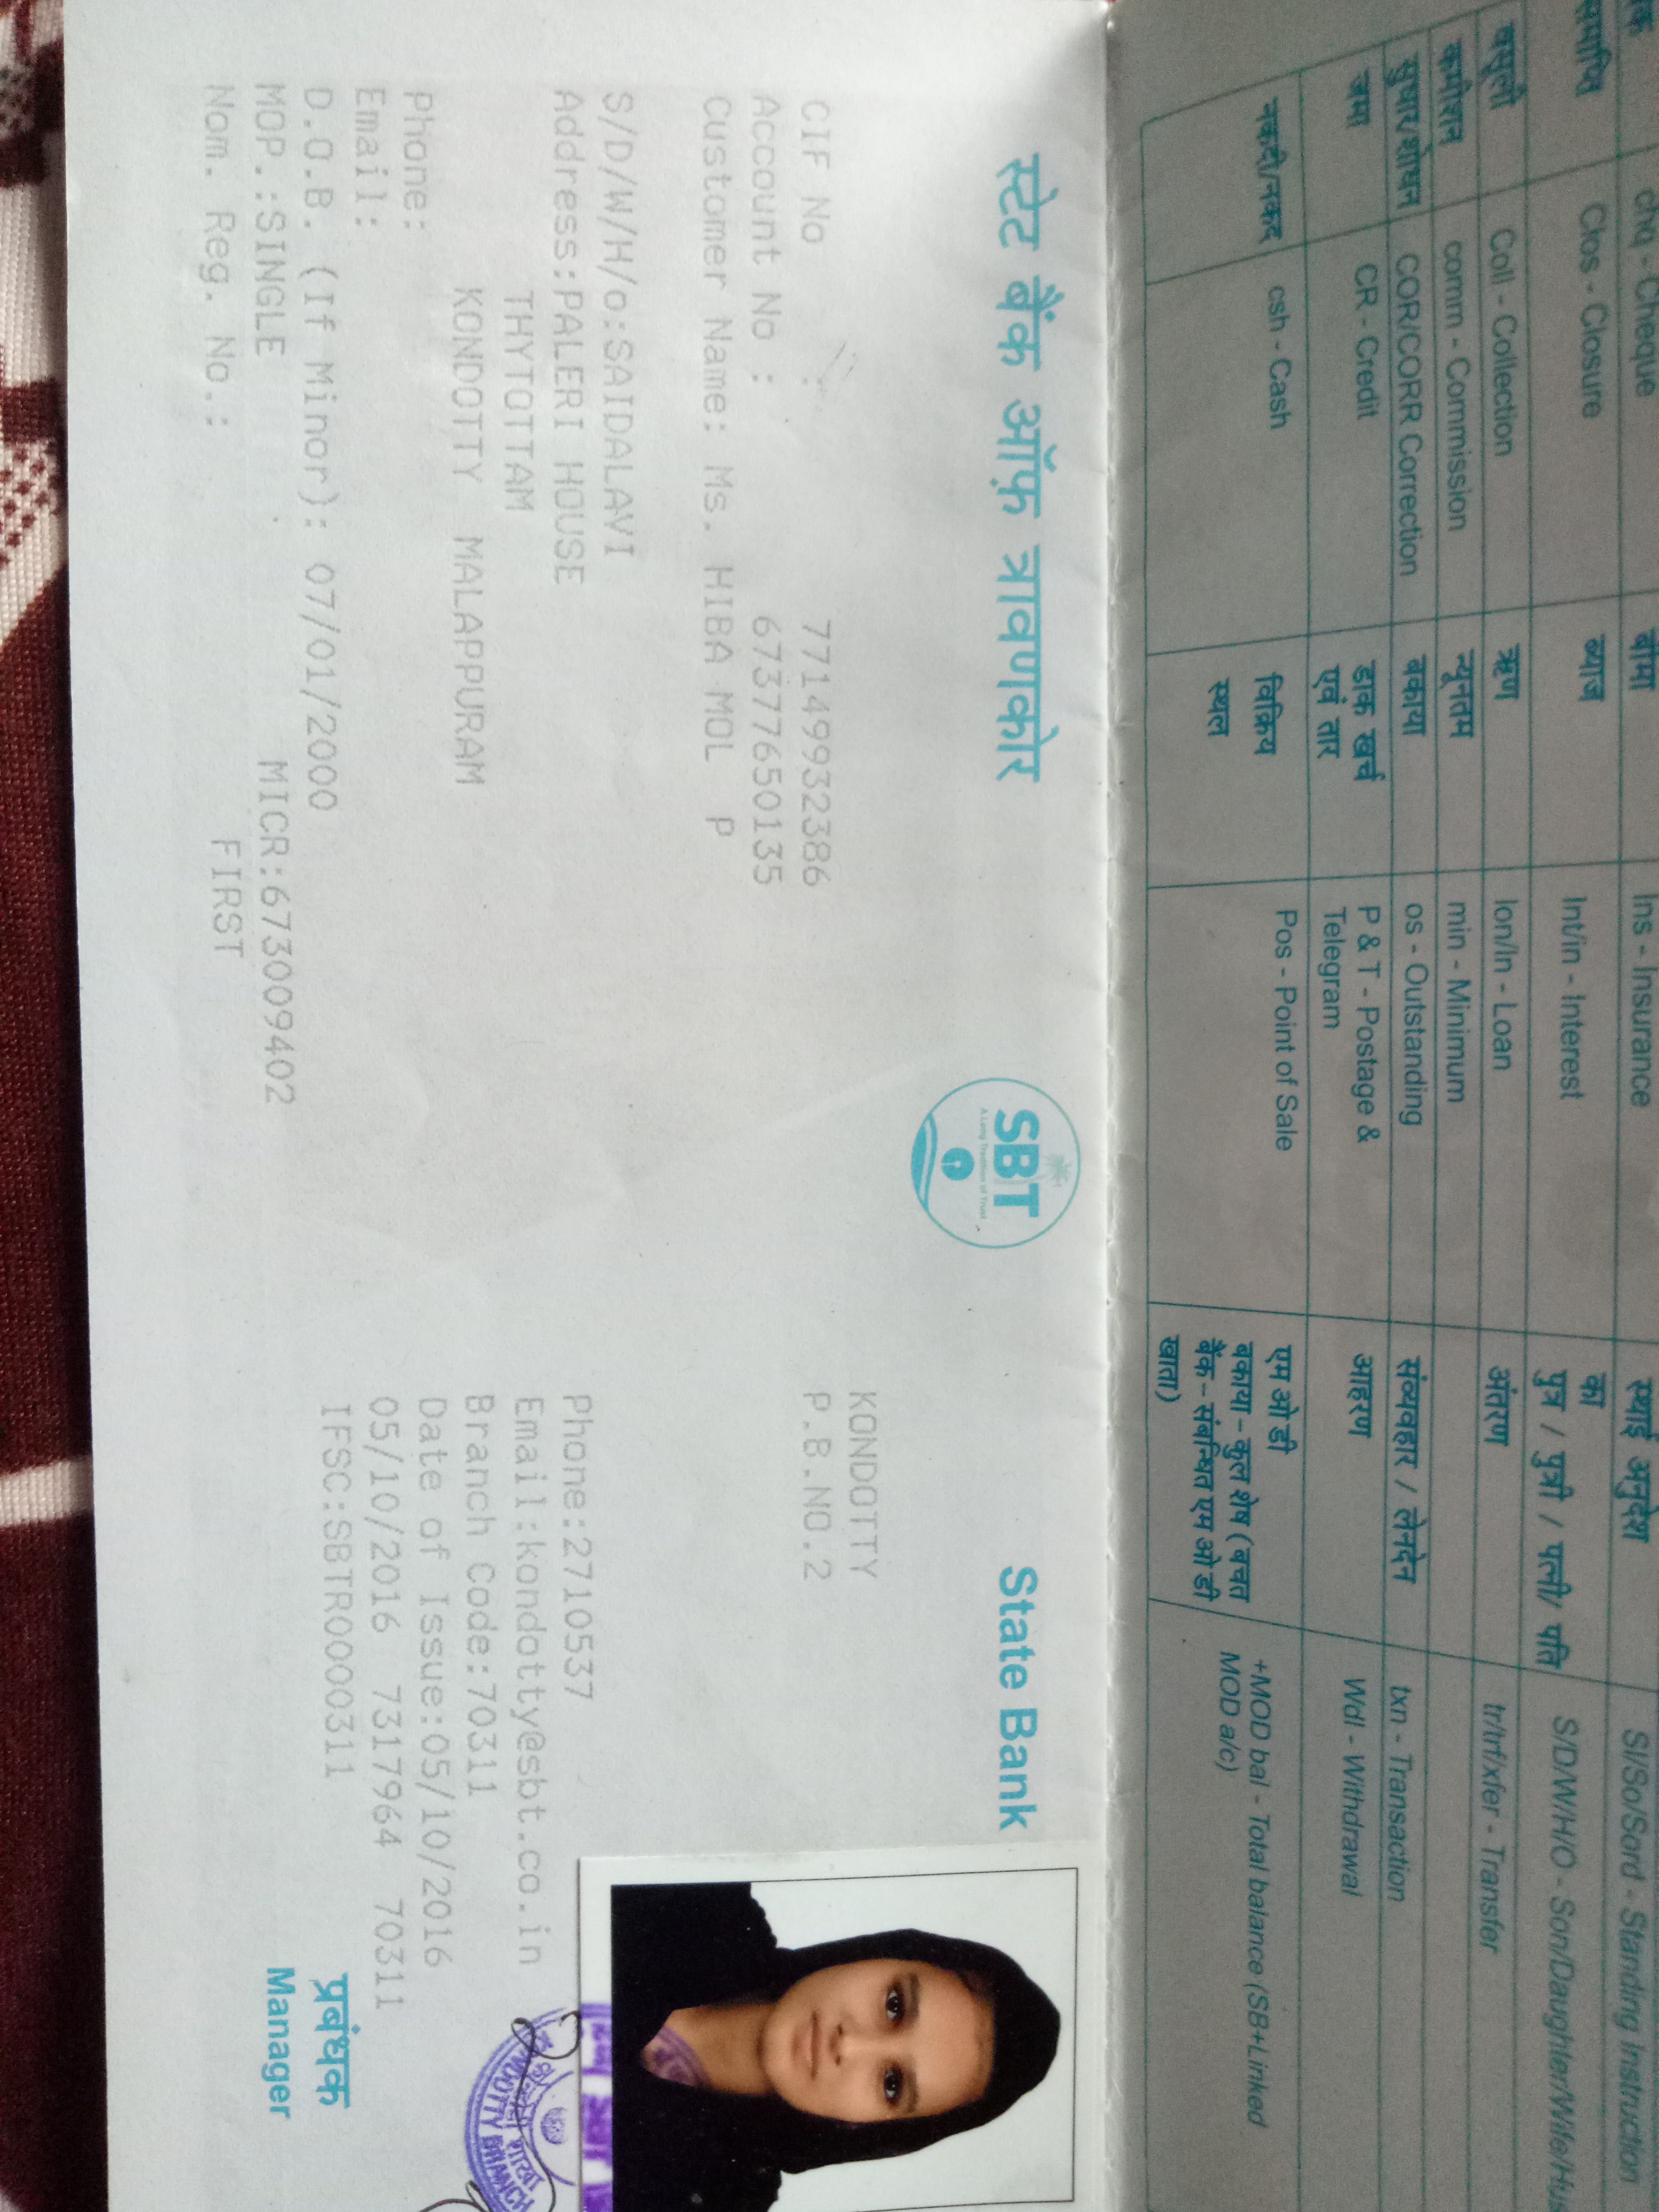 chq - Cheque
बीमा
Ins - Insurance
स्थाई अनुदेश
SI/So/Sord - Standing Instruction
समाप्ति
Clos - Closure
ब्याज
Int/in - Interest
का
पुत्र / पुत्री / पत्नी/ पति
S/D/W/H/O - Son/Daughter/Wife/Hus
वसूली
Coll - Collection
ऋण
lon/ln - Loan
अंतरण
tr/trf/xfer - Transfer
कमीशन
comm - Commission
न्यूनतम
min - Minimum
सुधार/शोधन
COR/CORR Correction
बकाया
os - Outstanding
संव्यवहार / लेनदेन
txn - Transaction
जमा
CR - Credit
डाक खर्च
एवं तार
P & T - Postage &
Telegram
आहरण
Wdl - Withdrawal
नकदी/नकद
csh - Cash
विक्रिय
स्थल
Pos - Point of Sale
एम ओ डी
बकाया - कुल शेष (बचत
बैंक - संबन्धित एम ओ डी
खाता)
+MOD bal - Total balance (SB+Linked
MOD a/c)
स्टेट बैंक ऑफ़ त्रावणकोर
SBT
A Long Tradition of Trust
State Bank
KONDOTTY
CIF No : 77149932386
P.B.NO.2
Account No : 67377650135
Customer Name: Ms. HIBA MOL P
S/D/W/H/o:SAIDALAVI
Phone:2710537
Address:PALERI HOUSE
Email:kondotty@sbt.co.in
THYTOTTAM
Branch Code:70311
KONDOTTY MALAPPURAM
Date of Issue:05/10/2016
Phone:
05/10/2016 7317964 70311
Email:
IFSC:SBTR0000311
D.O.B. (If Minor): 07/01/2000
MOP.:SINGLE MICR:673009402
Nom. Reg. No.: FIRST
प्रबंधक
Manager
शाखा
BRANCH